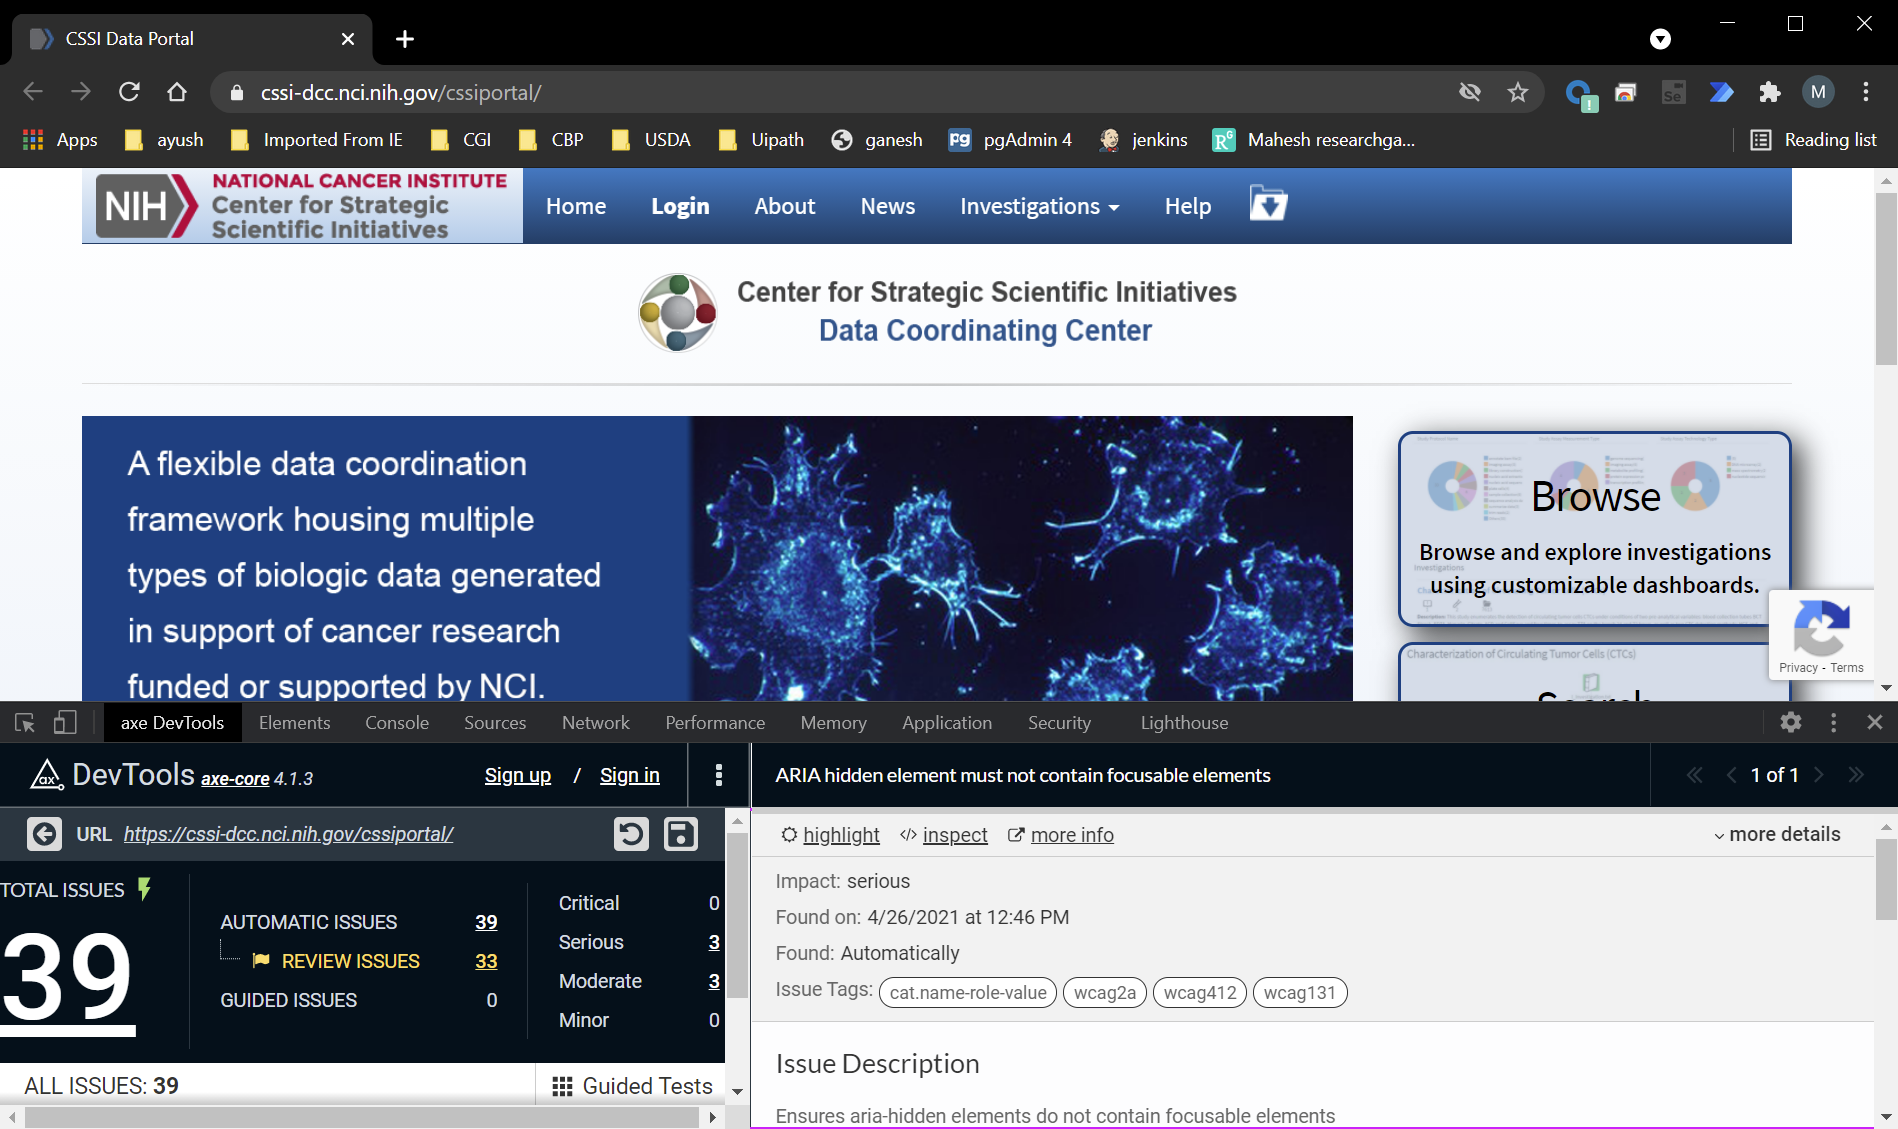 CSSI Data Portal
cssi-dcc.nci.nih.gov/cssiportal/
Se
M
Apps
ayush
Imported From IE
CGI
CBP
USDA
Uipath
ganesh
pg
pgAdmin 4
jenkins
RG
Mahesh researchga...
Reading list
NIH
NATIONAL CANCER INSTITUTE
Center for Strategic
Scientific Initiatives
Home
Login
About
News
Investigations
Help
Center for Strategic Scientific Initiatives
Data Coordinating Center
A flexible data coordination
framework housing multiple
types of biologic data generated
in support of cancer research
funded or supported by NCI.
Browse
Browse and explore investigations
Investigations
using customizable dashboards.
Characterization of Circulating Tumor Cells (CTCs)
Search
Privacy - Terms
axe DevTools
Elements
Console
Sources
Network
Performance
Memory
Application
Security
Lighthouse
ax DevTools axe-core 4.1.3
Sign up / Sign in
ARIA hidden element must not contain focusable elements
1 of 1
URL https://cssi-dcc.nci.nih.gov/cssiportal/
highlight
</> inspect
more info
more details
TOTAL ISSUES
39
AUTOMATIC ISSUES 39
REVIEW ISSUES 33
GUIDED ISSUES 0
Critical 0
Serious 3
Moderate 3
Minor 0
Impact: serious
Found on: 4/26/2021 at 12:46 PM
Found: Automatically
Issue Tags: cat.name-role-value wcag2a wcag412 wcag131
ALL ISSUES: 39
Guided Tests
Issue Description
Ensures aria-hidden elements do not contain focusable elements